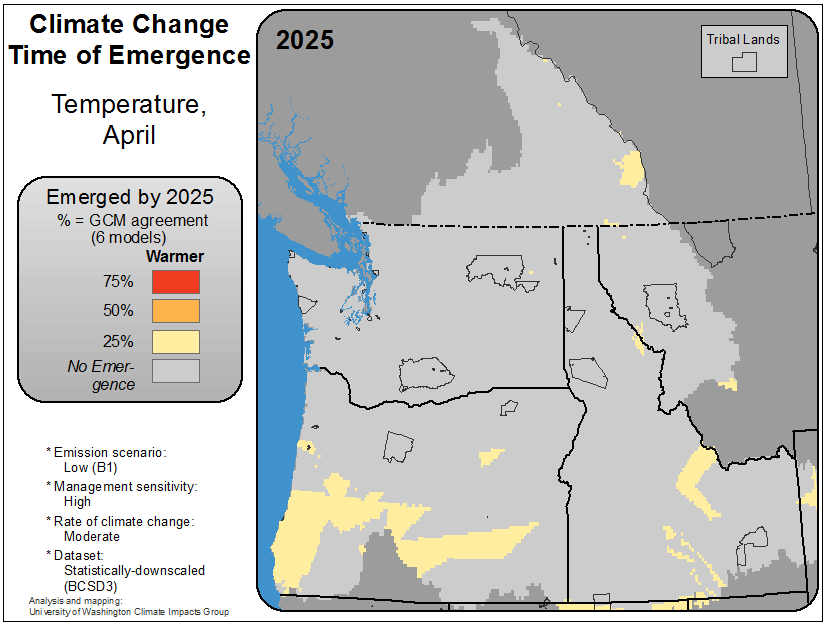 Climate Change
Time of Emergence
Temperature,
April
Emerged by 2025
% = GCM agreement
(6 models)
Warmer
75%
50%
25%
No Emer-
gence
* Emission scenario:
Low (B1)
* Management sensitivity:
High
* Rate of climate change:
Moderate
* Dataset:
Statistically-downscaled
(BCSD3)
Analysis and mapping:
University of Washington Climate Impacts Group
2025
Tribal Lands